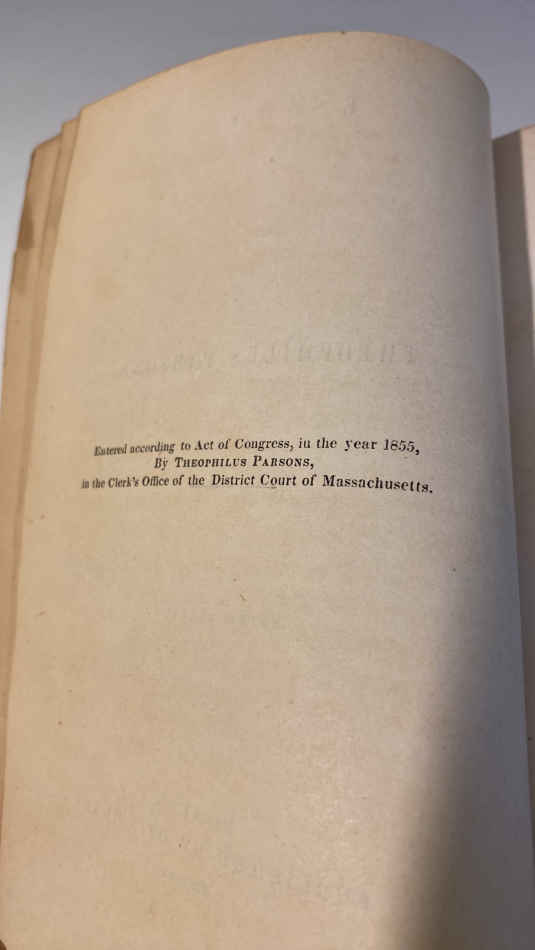 Entered according to Act of Congress, in the year 1855,
By THEOPHILUS PARSONS,
in the Clerk's Office of the District Court of Massachusetts.